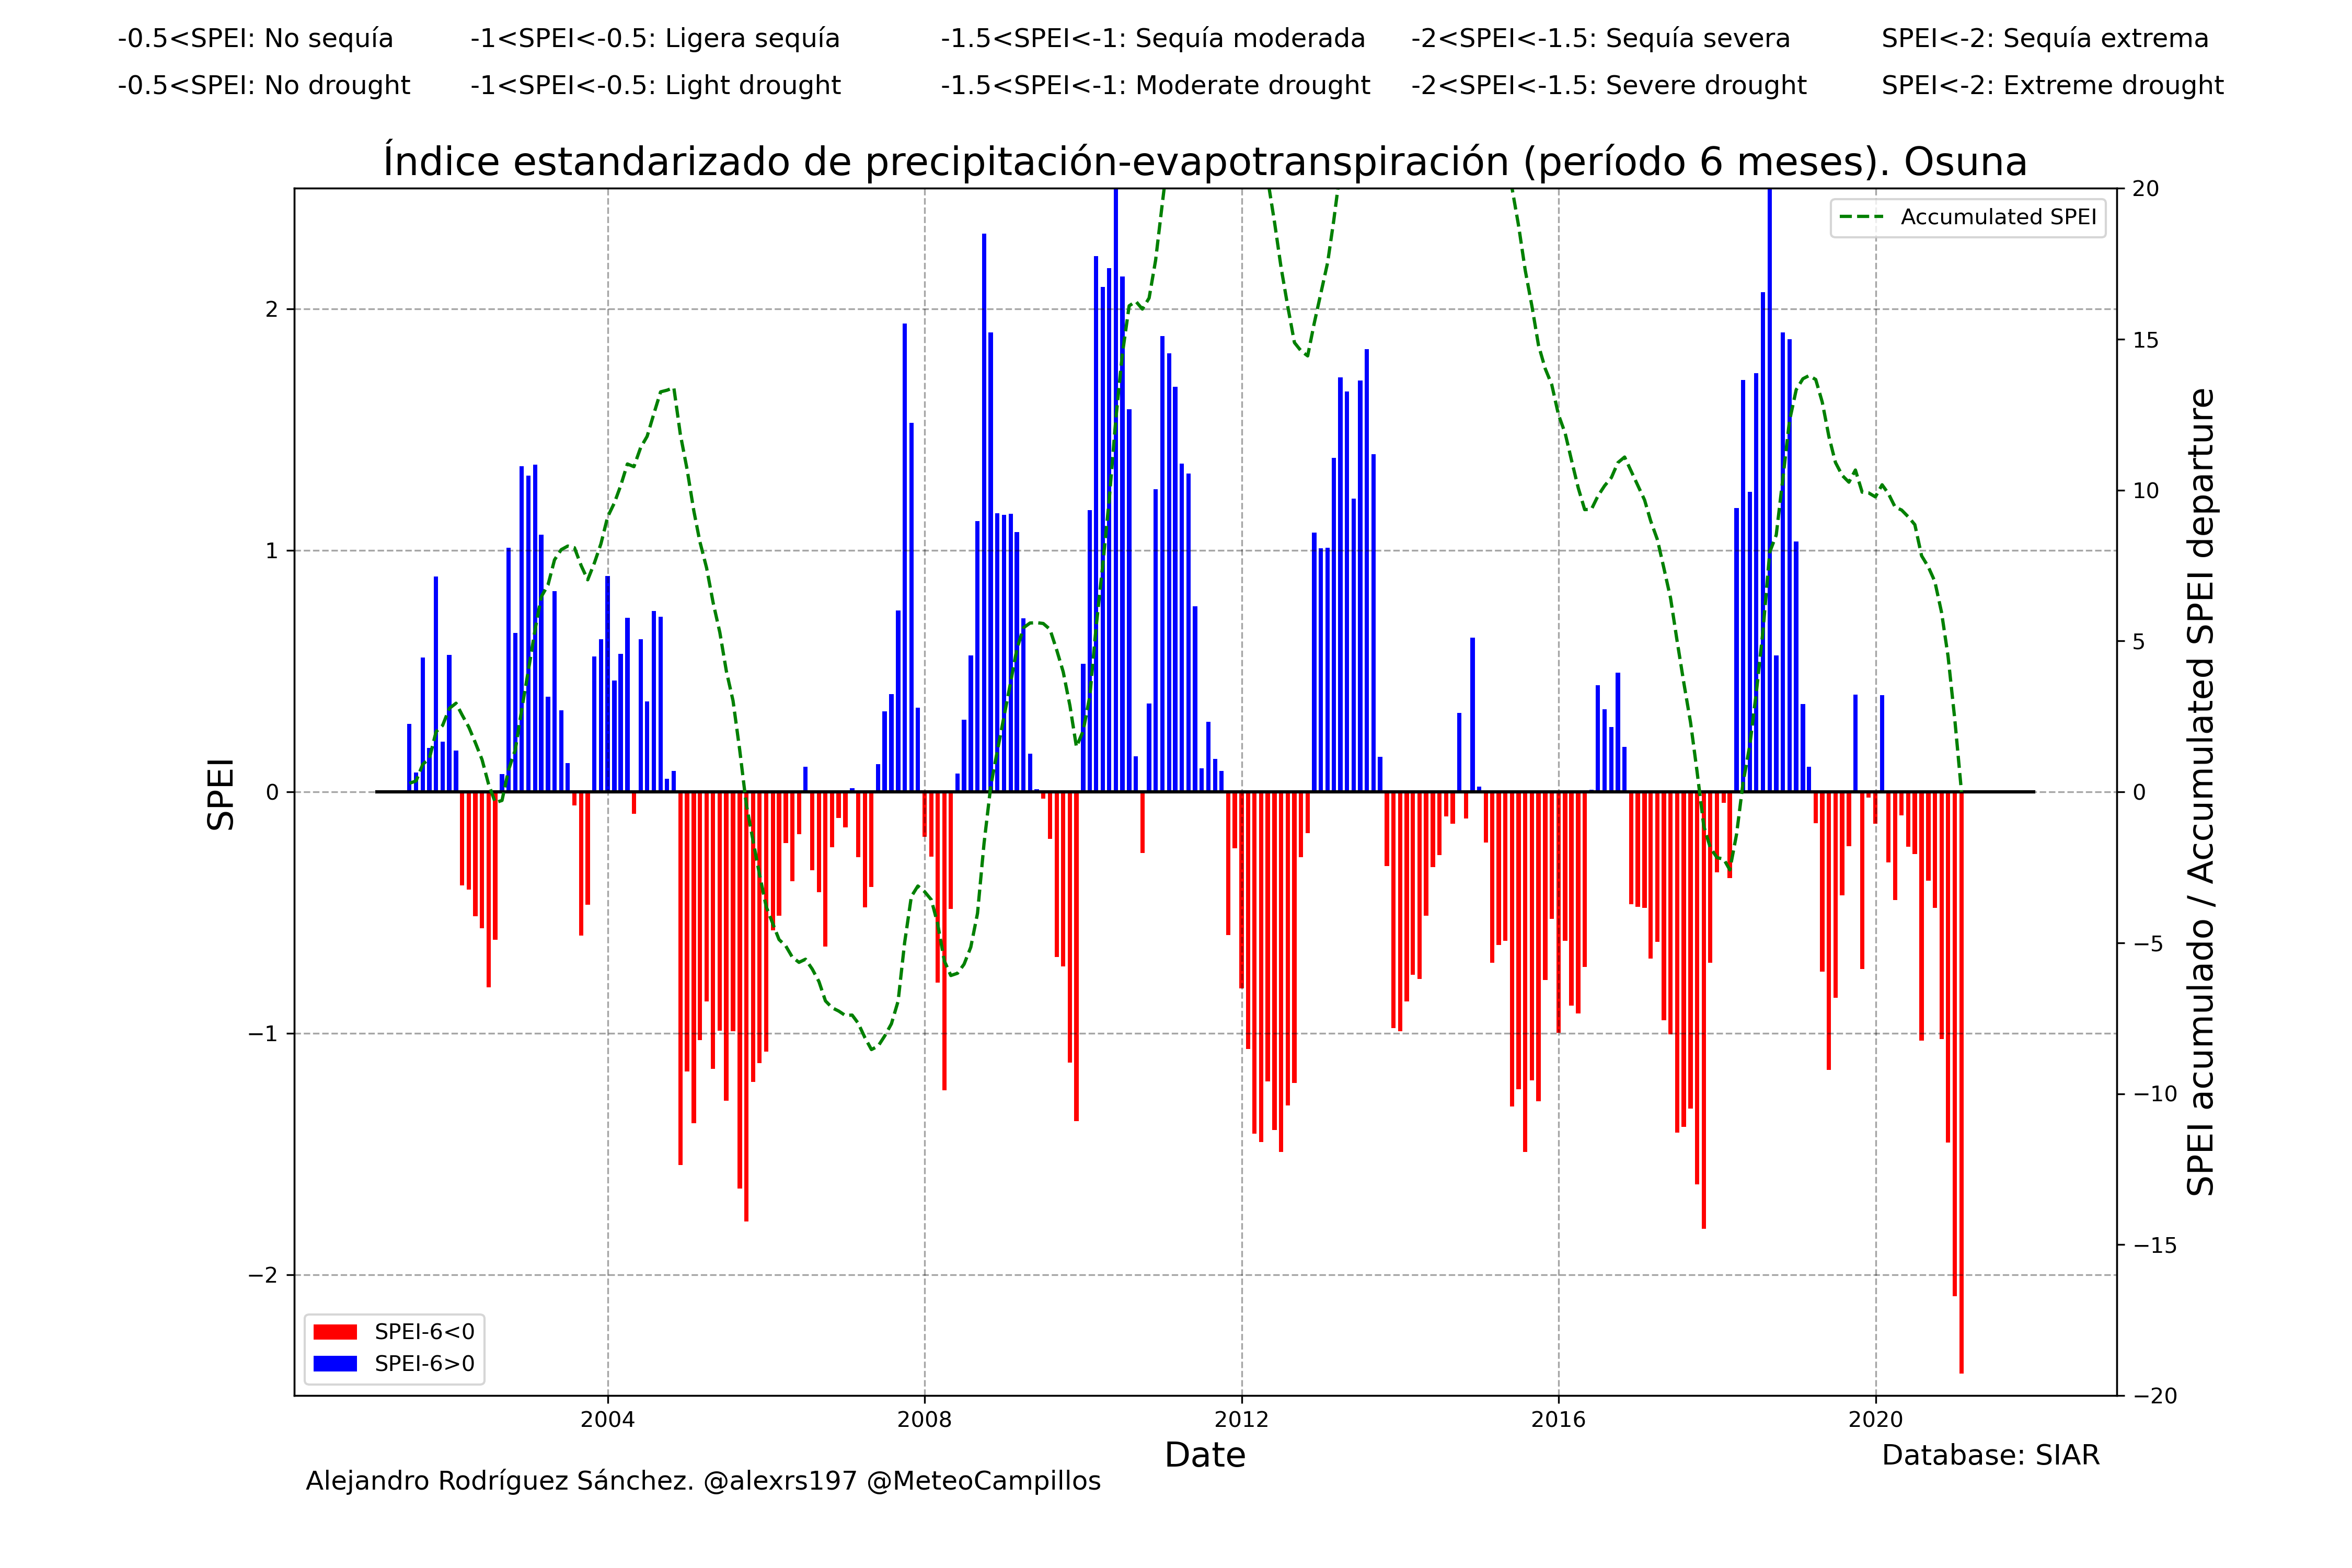 -0.5<SPEI: No sequía -1<SPEI<-0.5: Ligera sequía -1.5<SPEI<-1: Sequía moderada -2<SPEI<-1.5: Sequía severa SPEI<-2: Sequía extrema
-0.5<SPEI: No drought -1<SPEI<-0.5: Light drought -1.5<SPEI<-1: Moderate drought -2<SPEI<-1.5: Severe drought SPEI<-2: Extreme drought
Índice estandarizado de precipitación-evapotranspiración (período 6 meses). Osuna
Accumulated SPEI
SPEI
2
1
0
−1
−2
20
15
10
5
0
−5
−10
−15
−20
SPEI acumulado / Accumulated SPEI departure
SPEI-6<0
SPEI-6>0
2004 2008 2012 2016 2020
Date
Database: SIAR
Alejandro Rodríguez Sánchez. @alexrs197 @MeteoCampillos